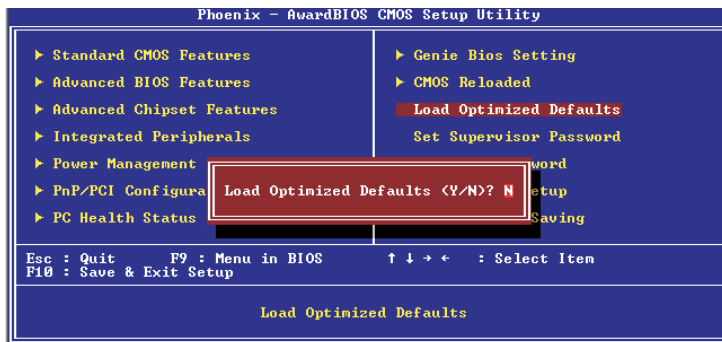 Phoenix - AwardBIOS CMOS Setup Utility
▶ Standard CMOS Features
▶ Advanced BIOS Features
▶ Advanced Chipset Features
▶ Integrated Peripherals
▶ Power Management
▶ PnP/PCI Configura
▶ PC Health Status
▶ Genie Bios Setting
▶ CMOS Reloaded
Load Optimized Defaults
Set Supervisor Password
word
etup
Saving
Load Optimized Defaults (Y/N)? N
Esc : Quit F9 : Menu in BIOS ↑ ↓ → ← : Select Item
F10 : Save & Exit Setup
Load Optimized Defaults